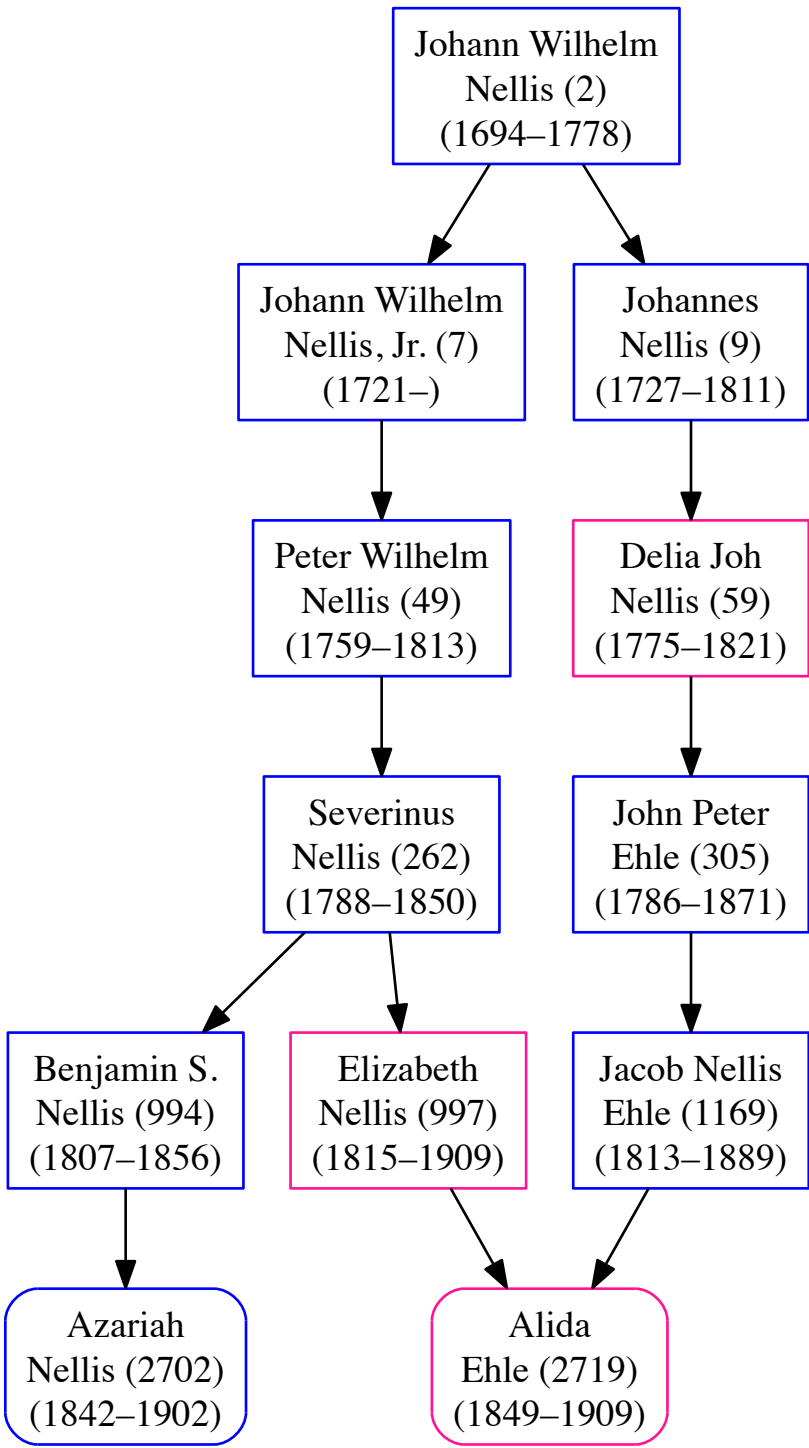 Johann Wilhelm
Nellis (2)
(1694–1778)
Johann Wilhelm
Nellis, Jr. (7)
(1721–)
Johannes
Nellis (9)
(1727–1811)
Peter Wilhelm
Nellis (49)
(1759–1813)
Delia Joh
Nellis (59)
(1775–1821)
Severinus
Nellis (262)
(1788–1850)
John Peter
Ehle (305)
(1786–1871)
Benjamin S.
Nellis (994)
(1807–1856)
Elizabeth
Nellis (997)
(1815–1909)
Jacob Nellis
Ehle (1169)
(1813–1889)
Azariah
Nellis (2702)
(1842–1902)
Alida
Ehle (2719)
(1849–1909)